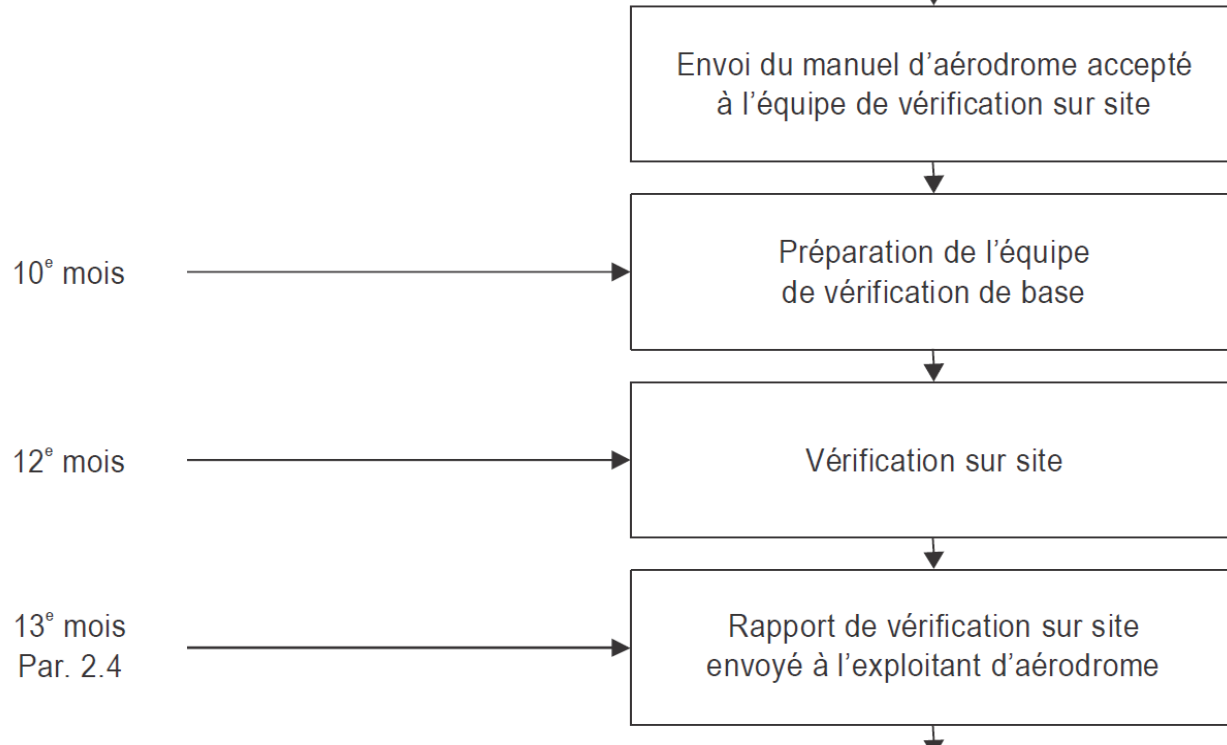 Envoi du manuel d’aérodrome accepté
à l’équipe de vérification sur site
10e mois
Préparation de l’équipe
de vérification de base
12e mois
Vérification sur site
13e mois
Par. 2.4
Rapport de vérification sur site
envoyé à l’exploitant d’aérodrome